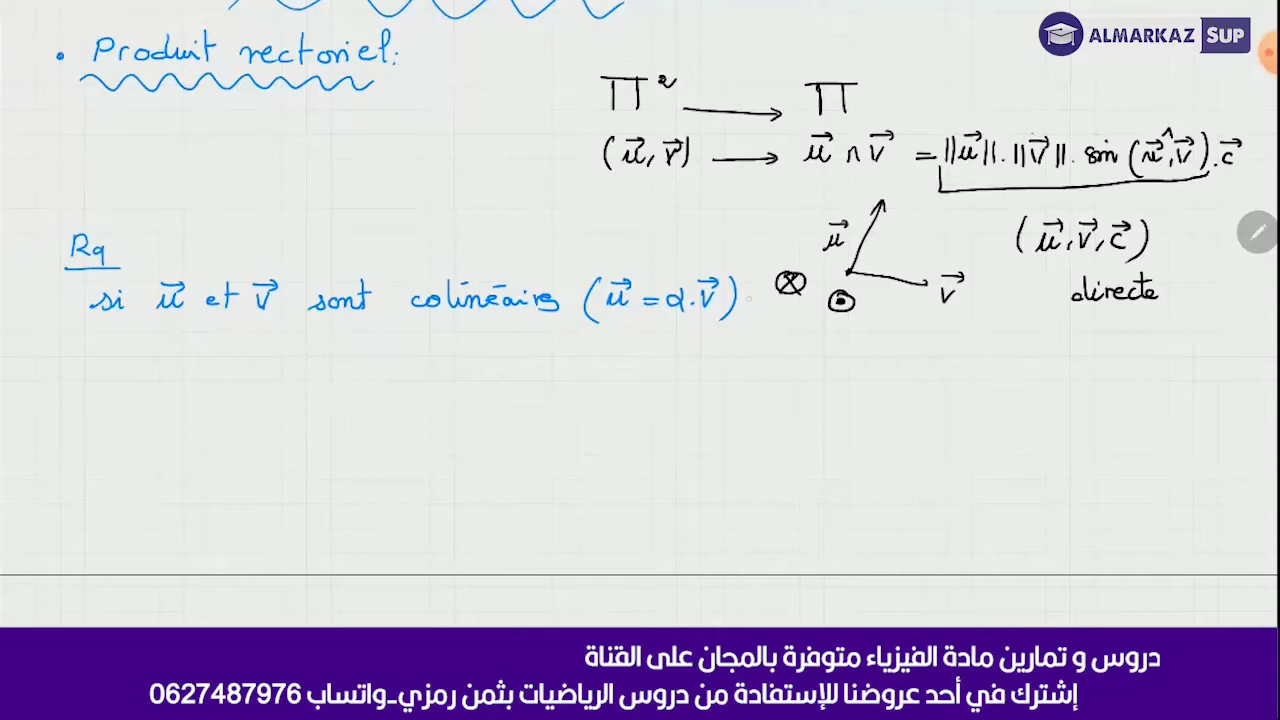 ALMARKAZ SUP
• Produit vectoriel:
Π² → Π
(u⃗, v⃗) → u⃗ ∧ v⃗ = ||u⃗||.||v⃗||. sin (u⃗,^v⃗). c⃗
u⃗ (u⃗, v⃗, c⃗)
Rq
v⃗ directe
si u⃗ et v⃗ sont colinéaires (u⃗ = α.v⃗)
دروس و تمارين مادة الفيزياء متوفرة بالمجان على القناة
إشترك في أحد عروضنا للإستفادة من دروس الرياضيات بثمن رمزي-واتساب 0627487976